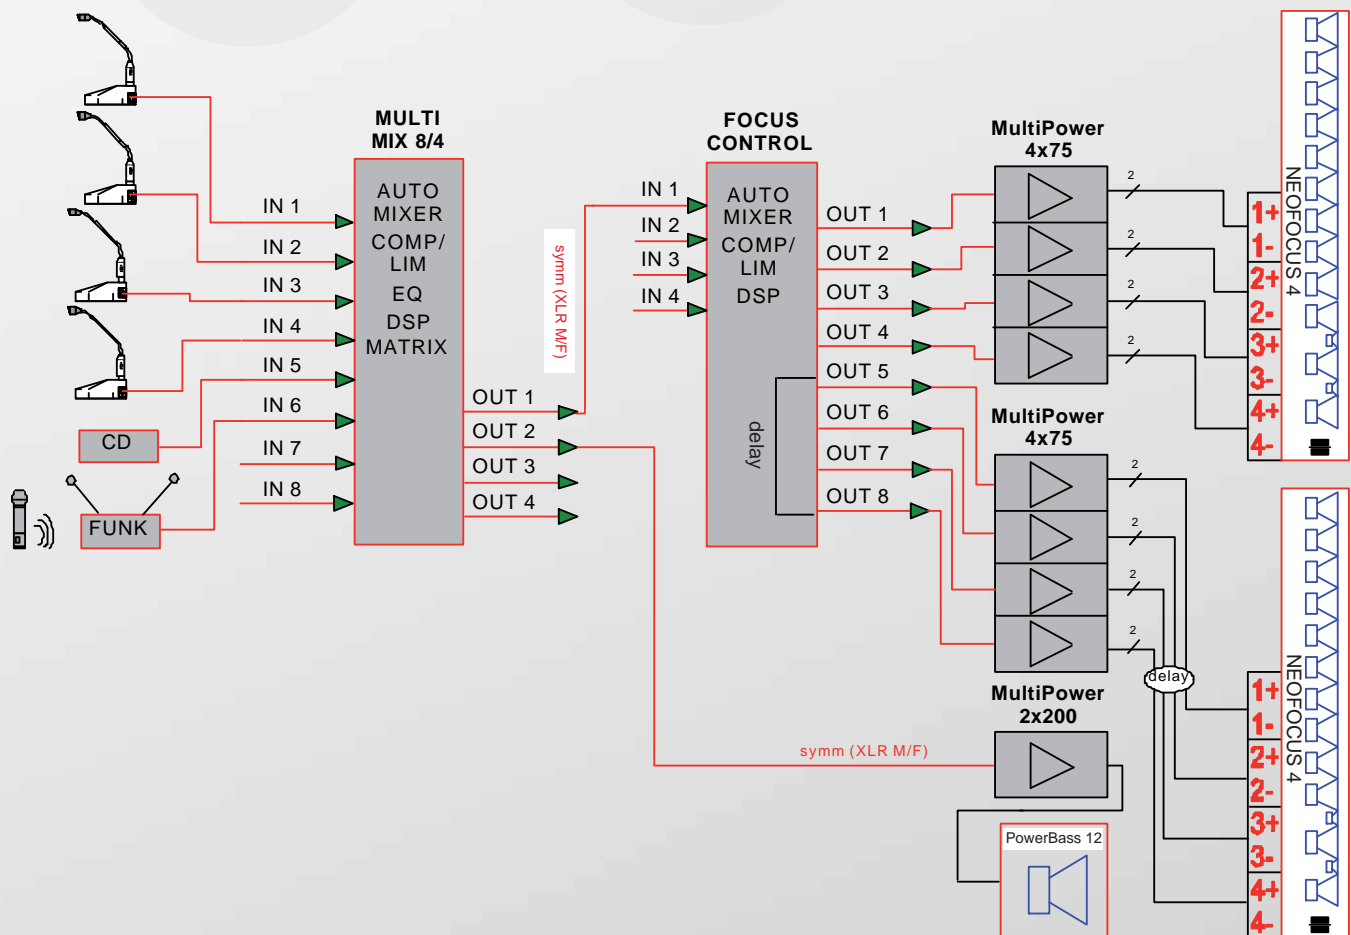 MULTI
MIX 8/4
AUTO
MIXER
COMP/
LIM
EQ
DSP
MATRIX
IN 1
IN 2
IN 3
IN 4
IN 5
IN 6
IN 7
IN 8
CD
FUNK
OUT 1
OUT 2
OUT 3
OUT 4
symm (XLR M/F)
FOCUS
CONTROL
IN 1
IN 2
IN 3
IN 4
AUTO
MIXER
COMP/
LIM
DSP
delay
OUT 1
OUT 2
OUT 3
OUT 4
OUT 5
OUT 6
OUT 7
OUT 8
MultiPower
4x75
2
2
2
2
MultiPower
4x75
2
2
2
2
delay
MultiPower
2x200
symm (XLR M/F)
PowerBass 12
1+
1-
2+
2-
3+
3-
4+
4-
NEOFOCUS 4
1+
1-
2+
2-
3+
3-
4+
4-
NEOFOCUS 4